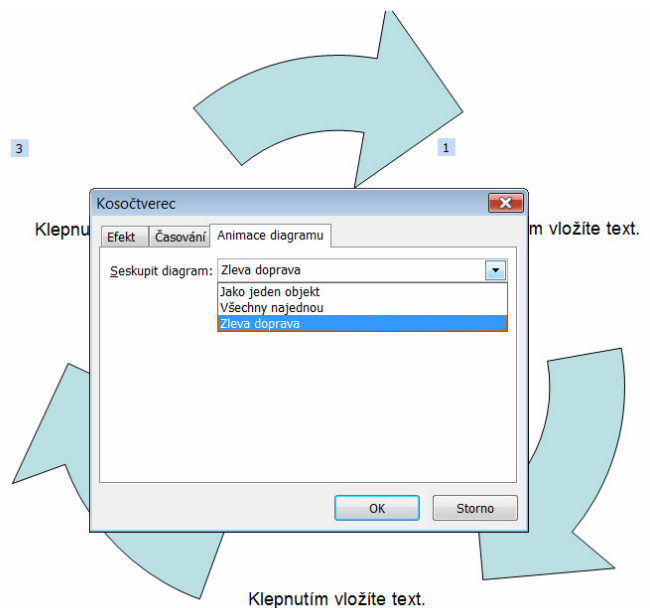 3
1
Kosočtverec
Klepnu
m vložíte text.
Efekt Časování Animace diagramu
Seskupit diagram: Zleva doprava
Jako jeden objekt
Všechny najednou
Zleva doprava
OK Storno
Klepnutím vložíte text.